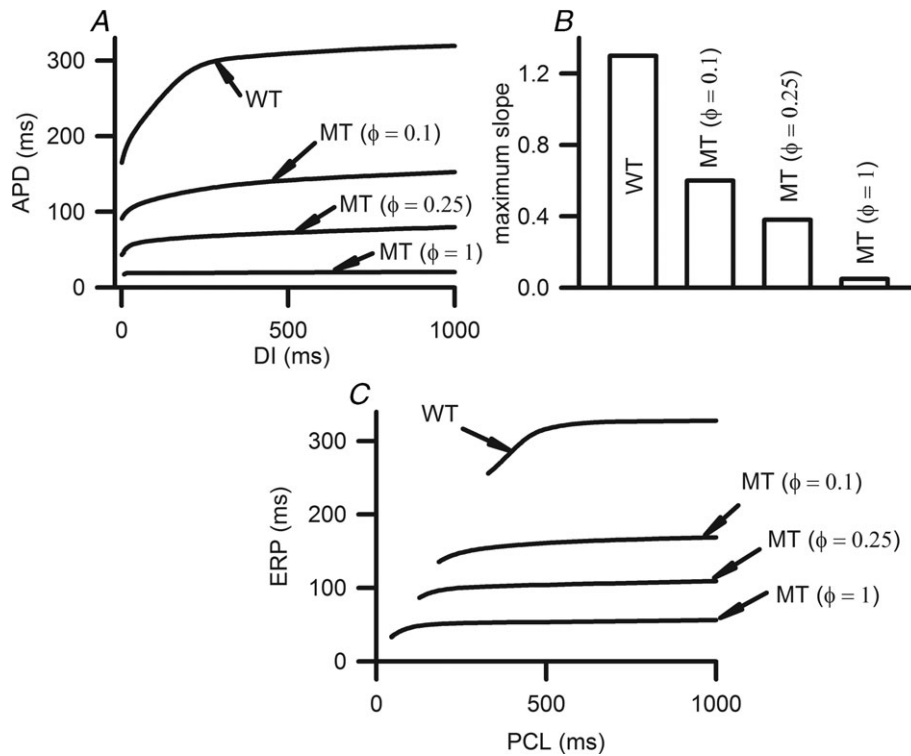 A
300
200
100
0
APD (ms)
WT
MT (ϕ = 0.1)
MT (ϕ = 0.25)
MT (ϕ = 1)
0
500
1000
DI (ms)
B
1.2
0.8
0.4
0.0
maximum slope
WT
MT (ϕ = 0.1)
MT (ϕ = 0.25)
MT (ϕ = 1)
C
300
200
100
0
ERP (ms)
WT
MT (ϕ = 0.1)
MT (ϕ = 0.25)
MT (ϕ = 1)
0
500
1000
PCL (ms)